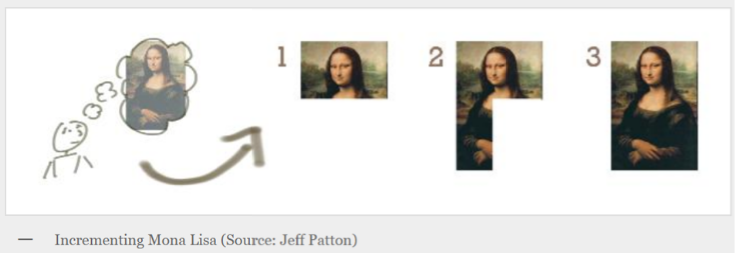 1 2 3
— Incrementing Mona Lisa (Source: Jeff Patton)